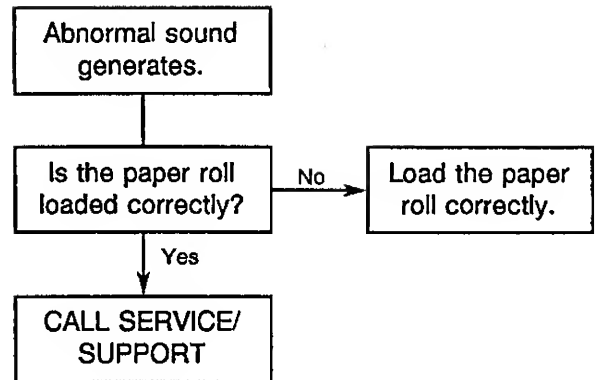 Abnormal sound
generates.
Is the paper roll
loaded correctly?
No
Load the paper
roll correctly.
Yes
CALL SERVICE/
SUPPORT